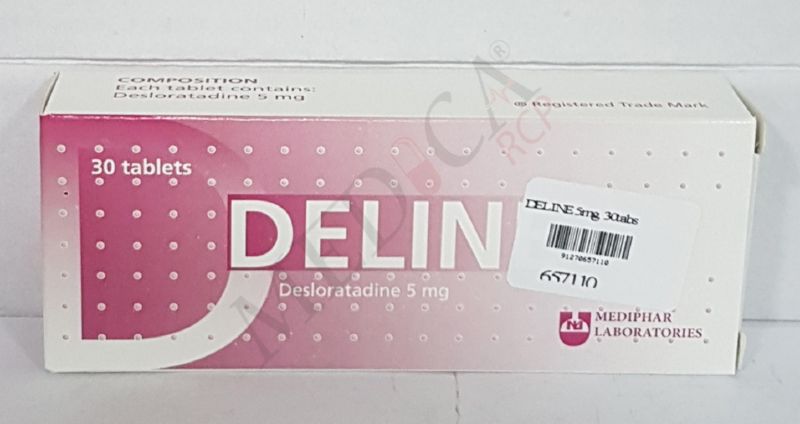 COMPOSITION
Each tablet contains:
Desloratadine 5 mg
® Registered Trade Mark
30 tablets
DELIN
Desloratadine 5 mg
DELINE 5mg 30tabs
91270657110
657110
MEDIPHAR
LABORATORIES
MEDICA®
RCP